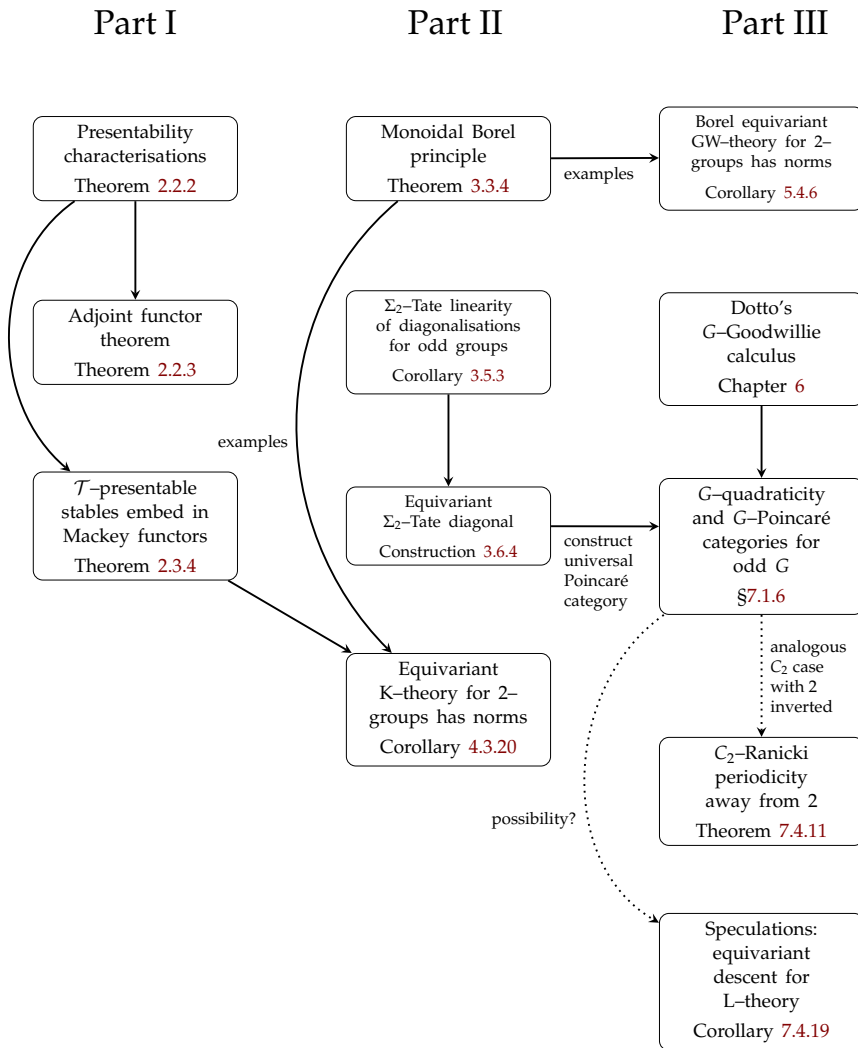 Part I
Part II
Part III
Presentability
characterisations
Theorem 2.2.2
Monoidal Borel
principle
Theorem 3.3.4
examples
Borel equivariant
GW–theory for 2–
groups has norms
Corollary 5.4.6
Adjoint functor
theorem
Theorem 2.2.3
Σ₂–Tate linearity
of diagonalisations
for odd groups
Corollary 3.5.3
Dotto's
G–Goodwillie
calculus
Chapter 6
examples
𝒯–presentable
stables embed in
Mackey functors
Theorem 2.3.4
Equivariant
Σ₂–Tate diagonal
Construction 3.6.4
construct
universal
Poincaré
category
G–quadraticity
and G–Poincaré
categories for
odd G
§7.1.6
Equivariant
K–theory for 2–
groups has norms
Corollary 4.3.20
analogous
C₂ case
with 2
inverted
C₂–Ranicki
periodicity
away from 2
Theorem 7.4.11
possibility?
Speculations:
equivariant
descent for
L–theory
Corollary 7.4.19